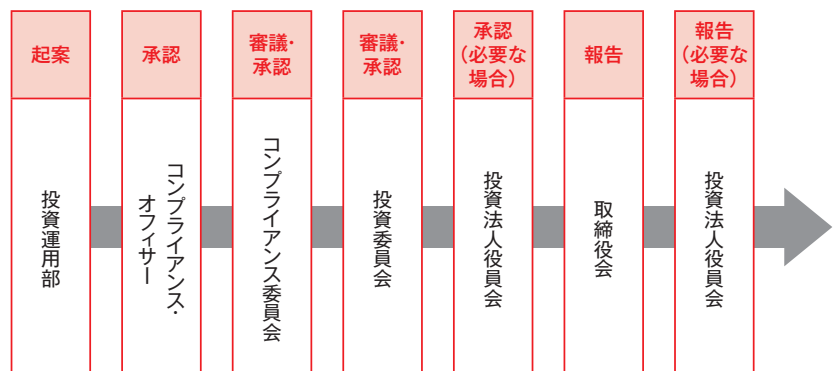 起案
投資運用部
承認
コンプライアンス・
オフィサー
審議・
承認
コンプライアンス委員会
審議・
承認
投資委員会
承認
(必要な
場合)
投資法人役員会
報告
取締役会
報告
(必要な
場合)
投資法人役員会